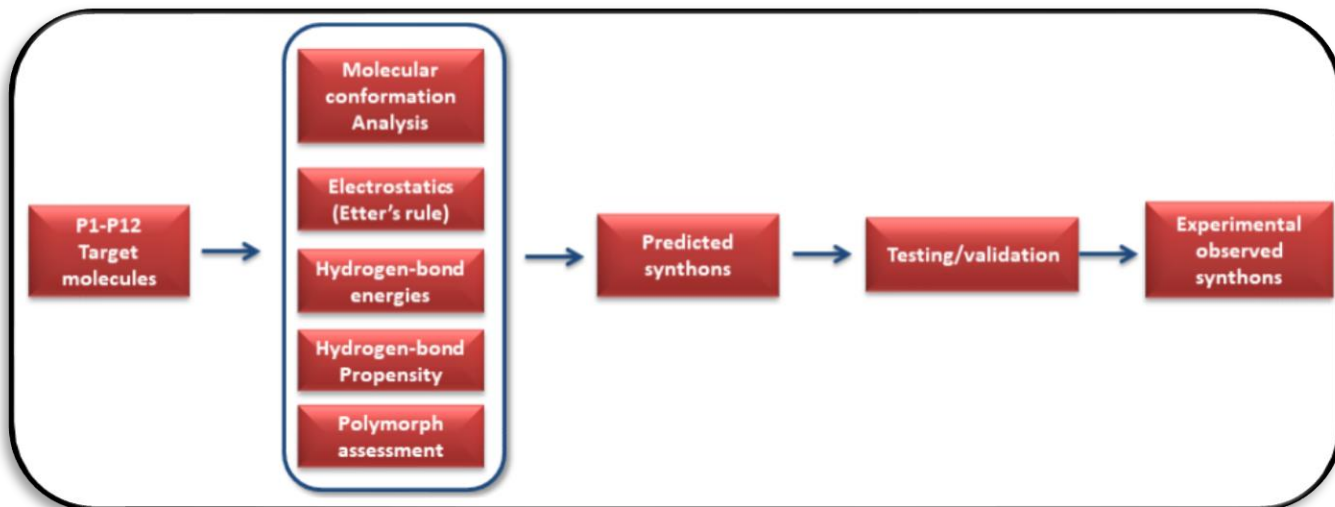 P1-P12
Target
molecules
Molecular
conformation
Analysis
Electrostatics
(Etter’s rule)
Hydrogen-bond
energies
Hydrogen-bond
Propensity
Polymorph
assessment
Predicted
synthons
Testing/validation
Experimental
observed
synthons